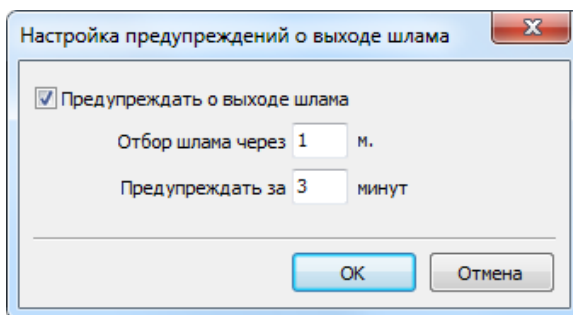 Настройка предупреждений о выходе шлама
Предупреждать о выходе шлама
Отбор шлама через 1 м.
Предупреждать за 3 минут
OK Отмена